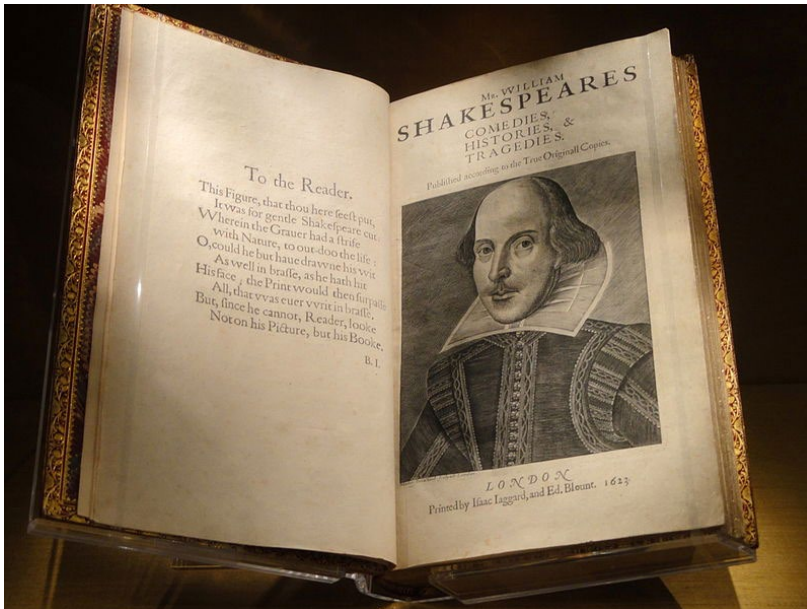 To the Reader.
This Figure, that thou here seeſt put,
It was for gentle Shakeſpeare cut:
Wherein the Grauer had a ſtrife
with Nature, to out-doo the life :
O, could he but haue drawne his wit
As well in braſſe, as he hath hit
His face ; the Print would then ſurpaſſe
All, that vvas euer vvrit in braſſe.
But, ſince he cannot, Reader, looke
Not on his Picture, but his Booke.
B. I.
Mr. WILLIAM
SHAKESPEARES
COMEDIES,
HISTORIES, &
TRAGEDIES.
Publiſhed according to the True Originall Copies.
LONDON
Printed by Iſaac Iaggard, and Ed. Blount. 1623.